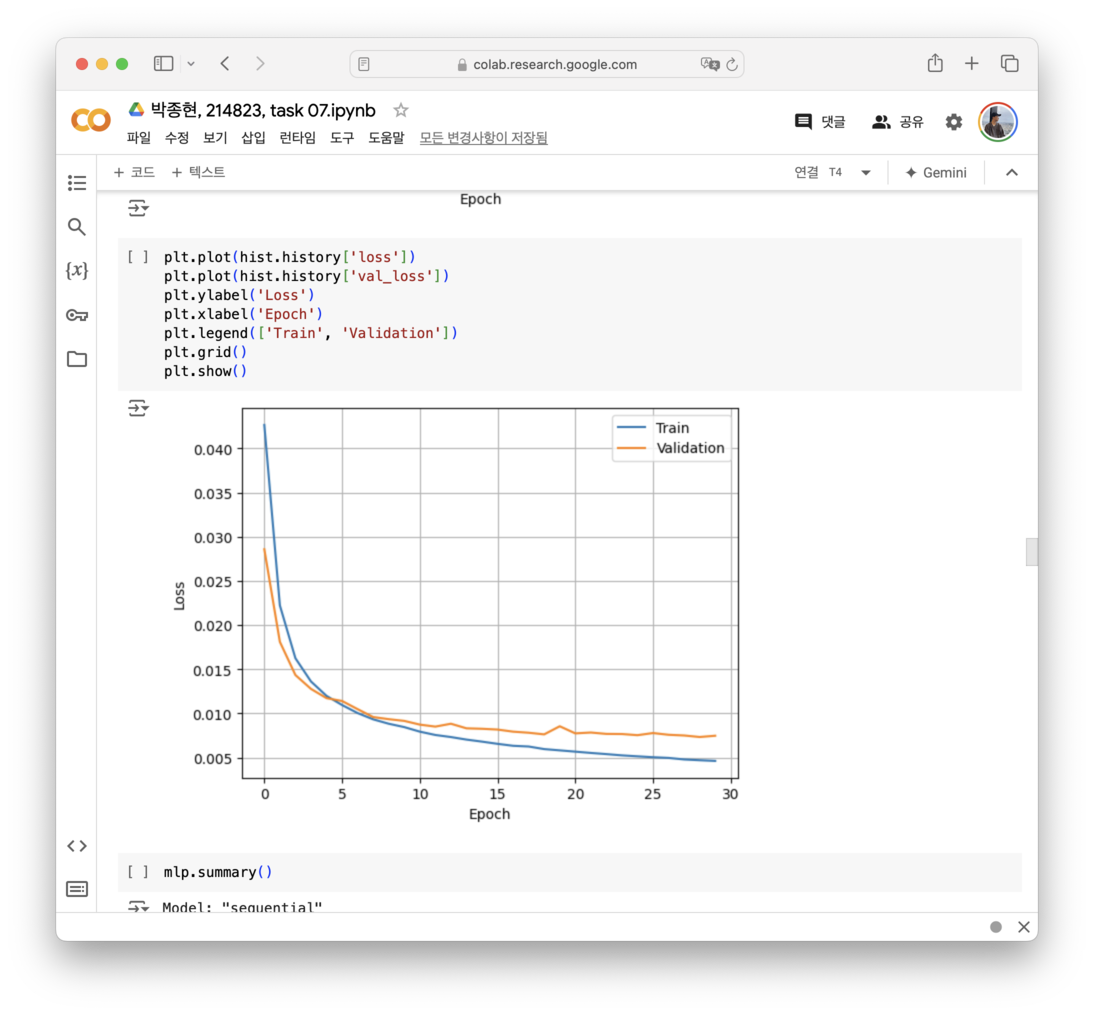 colab.research.google.com
박종현, 214823, task 07.ipynb
댓글
공유
파일 수정 보기 삽입 런타임 도구 도움말 모든 변경사항이 저장됨
+ 코드 + 텍스트
연결 T4
Gemini
Epoch
[ ] plt.plot(hist.history['loss'])
plt.plot(hist.history['val_loss'])
plt.ylabel('Loss')
plt.xlabel('Epoch')
plt.legend(['Train', 'Validation'])
plt.grid()
plt.show()
Train
Validation
0.040
0.035
0.030
0.025
0.020
0.015
0.010
0.005
Loss
0 5 10 15 20 25 30
Epoch
[ ] mlp.summary()
Model: "sequential"